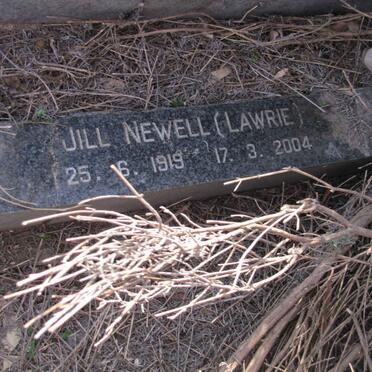 JILL NEWELL (LAWRIE)
25. 6. 1919 - 17. 3. 2004